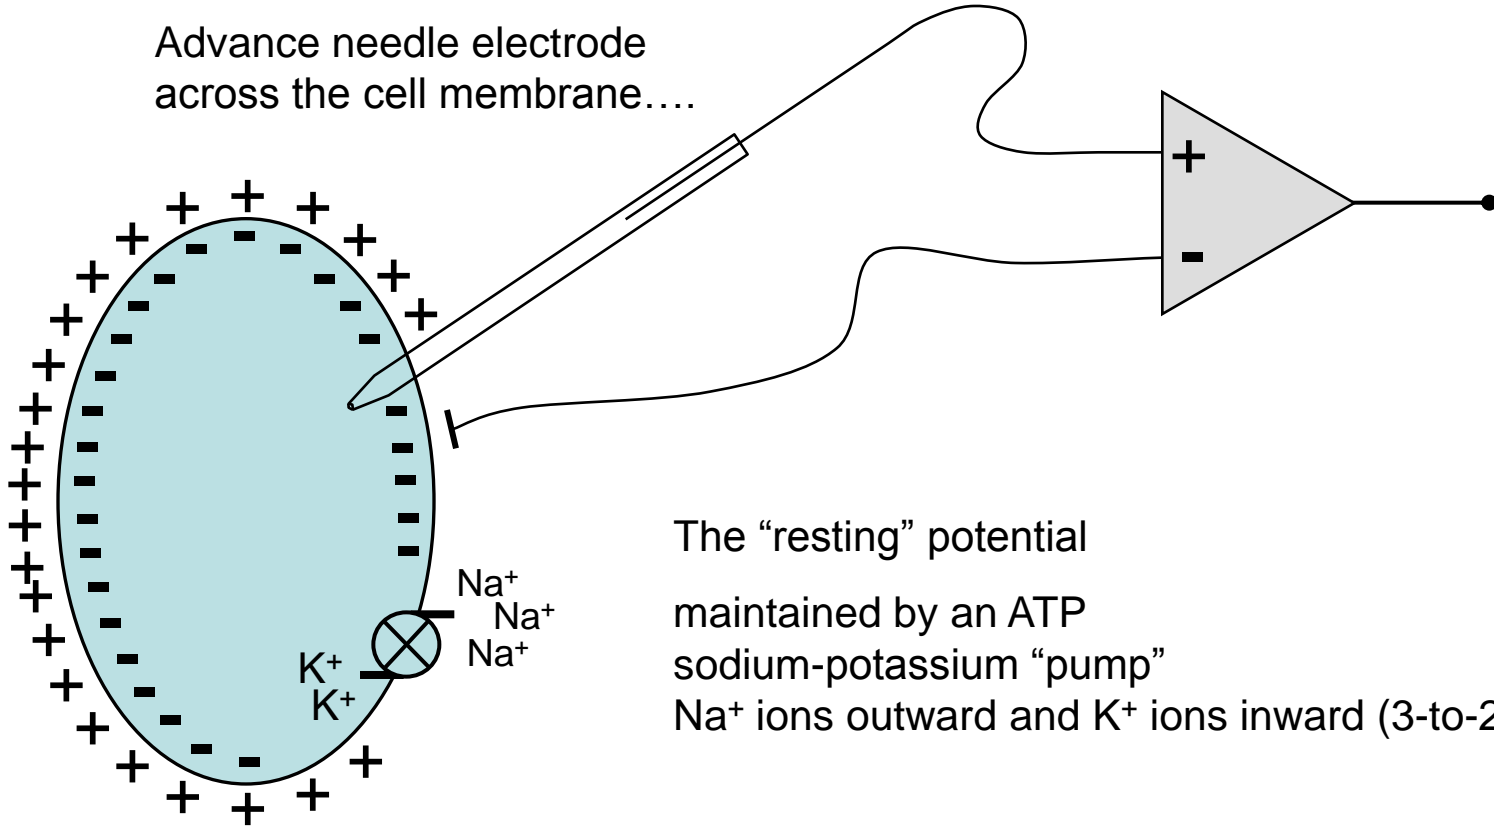 Advance needle electrode
across the cell membrane….
+
-
Na⁺
Na⁺
Na⁺
K⁺
K⁺
The “resting” potential
maintained by an ATP
sodium-potassium “pump”
Na⁺ ions outward and K⁺ ions inward (3-to-2